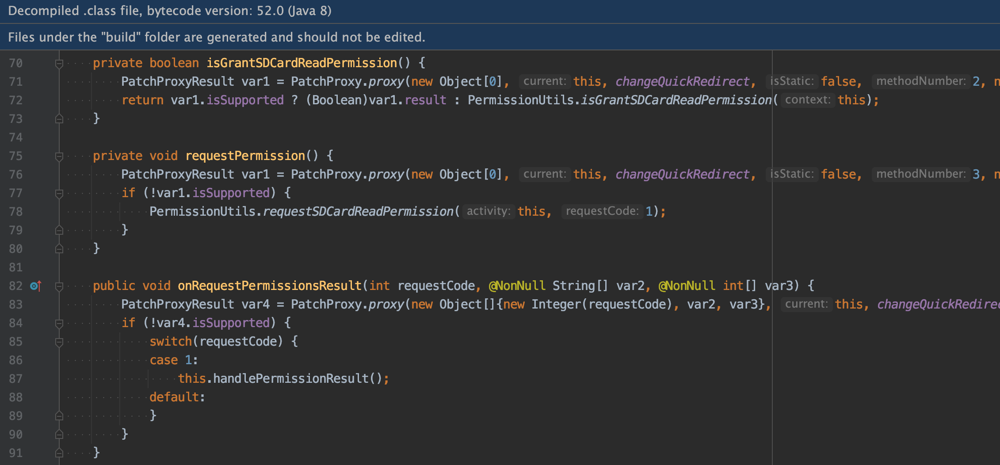 Decompiled .class file, bytecode version: 52.0 (Java 8)
Files under the "build" folder are generated and should not be edited.
70 private boolean isGrantSDCardReadPermission() {
71 PatchProxyResult var1 = PatchProxy.proxy(new Object[0], current: this, changeQuickRedirect, isStatic: false, methodNumber: 2, n
72 return var1.isSupported ? (Boolean)var1.result : PermissionUtils.isGrantSDCardReadPermission( context: this);
73 }
74
75 private void requestPermission() {
76 PatchProxyResult var1 = PatchProxy.proxy(new Object[0], current: this, changeQuickRedirect, isStatic: false, methodNumber: 3, n
77 if (!var1.isSupported) {
78 PermissionUtils.requestSDCardReadPermission( activity: this, requestCode: 1);
79 }
80 }
81
82 public void onRequestPermissionsResult(int requestCode, @NonNull String[] var2, @NonNull int[] var3) {
83 PatchProxyResult var4 = PatchProxy.proxy(new Object[]{new Integer(requestCode), var2, var3}, current: this, changeQuickRedirec
84 if (!var4.isSupported) {
85 switch(requestCode) {
86 case 1:
87 this.handlePermissionResult();
88 default:
89 }
90 }
91 }